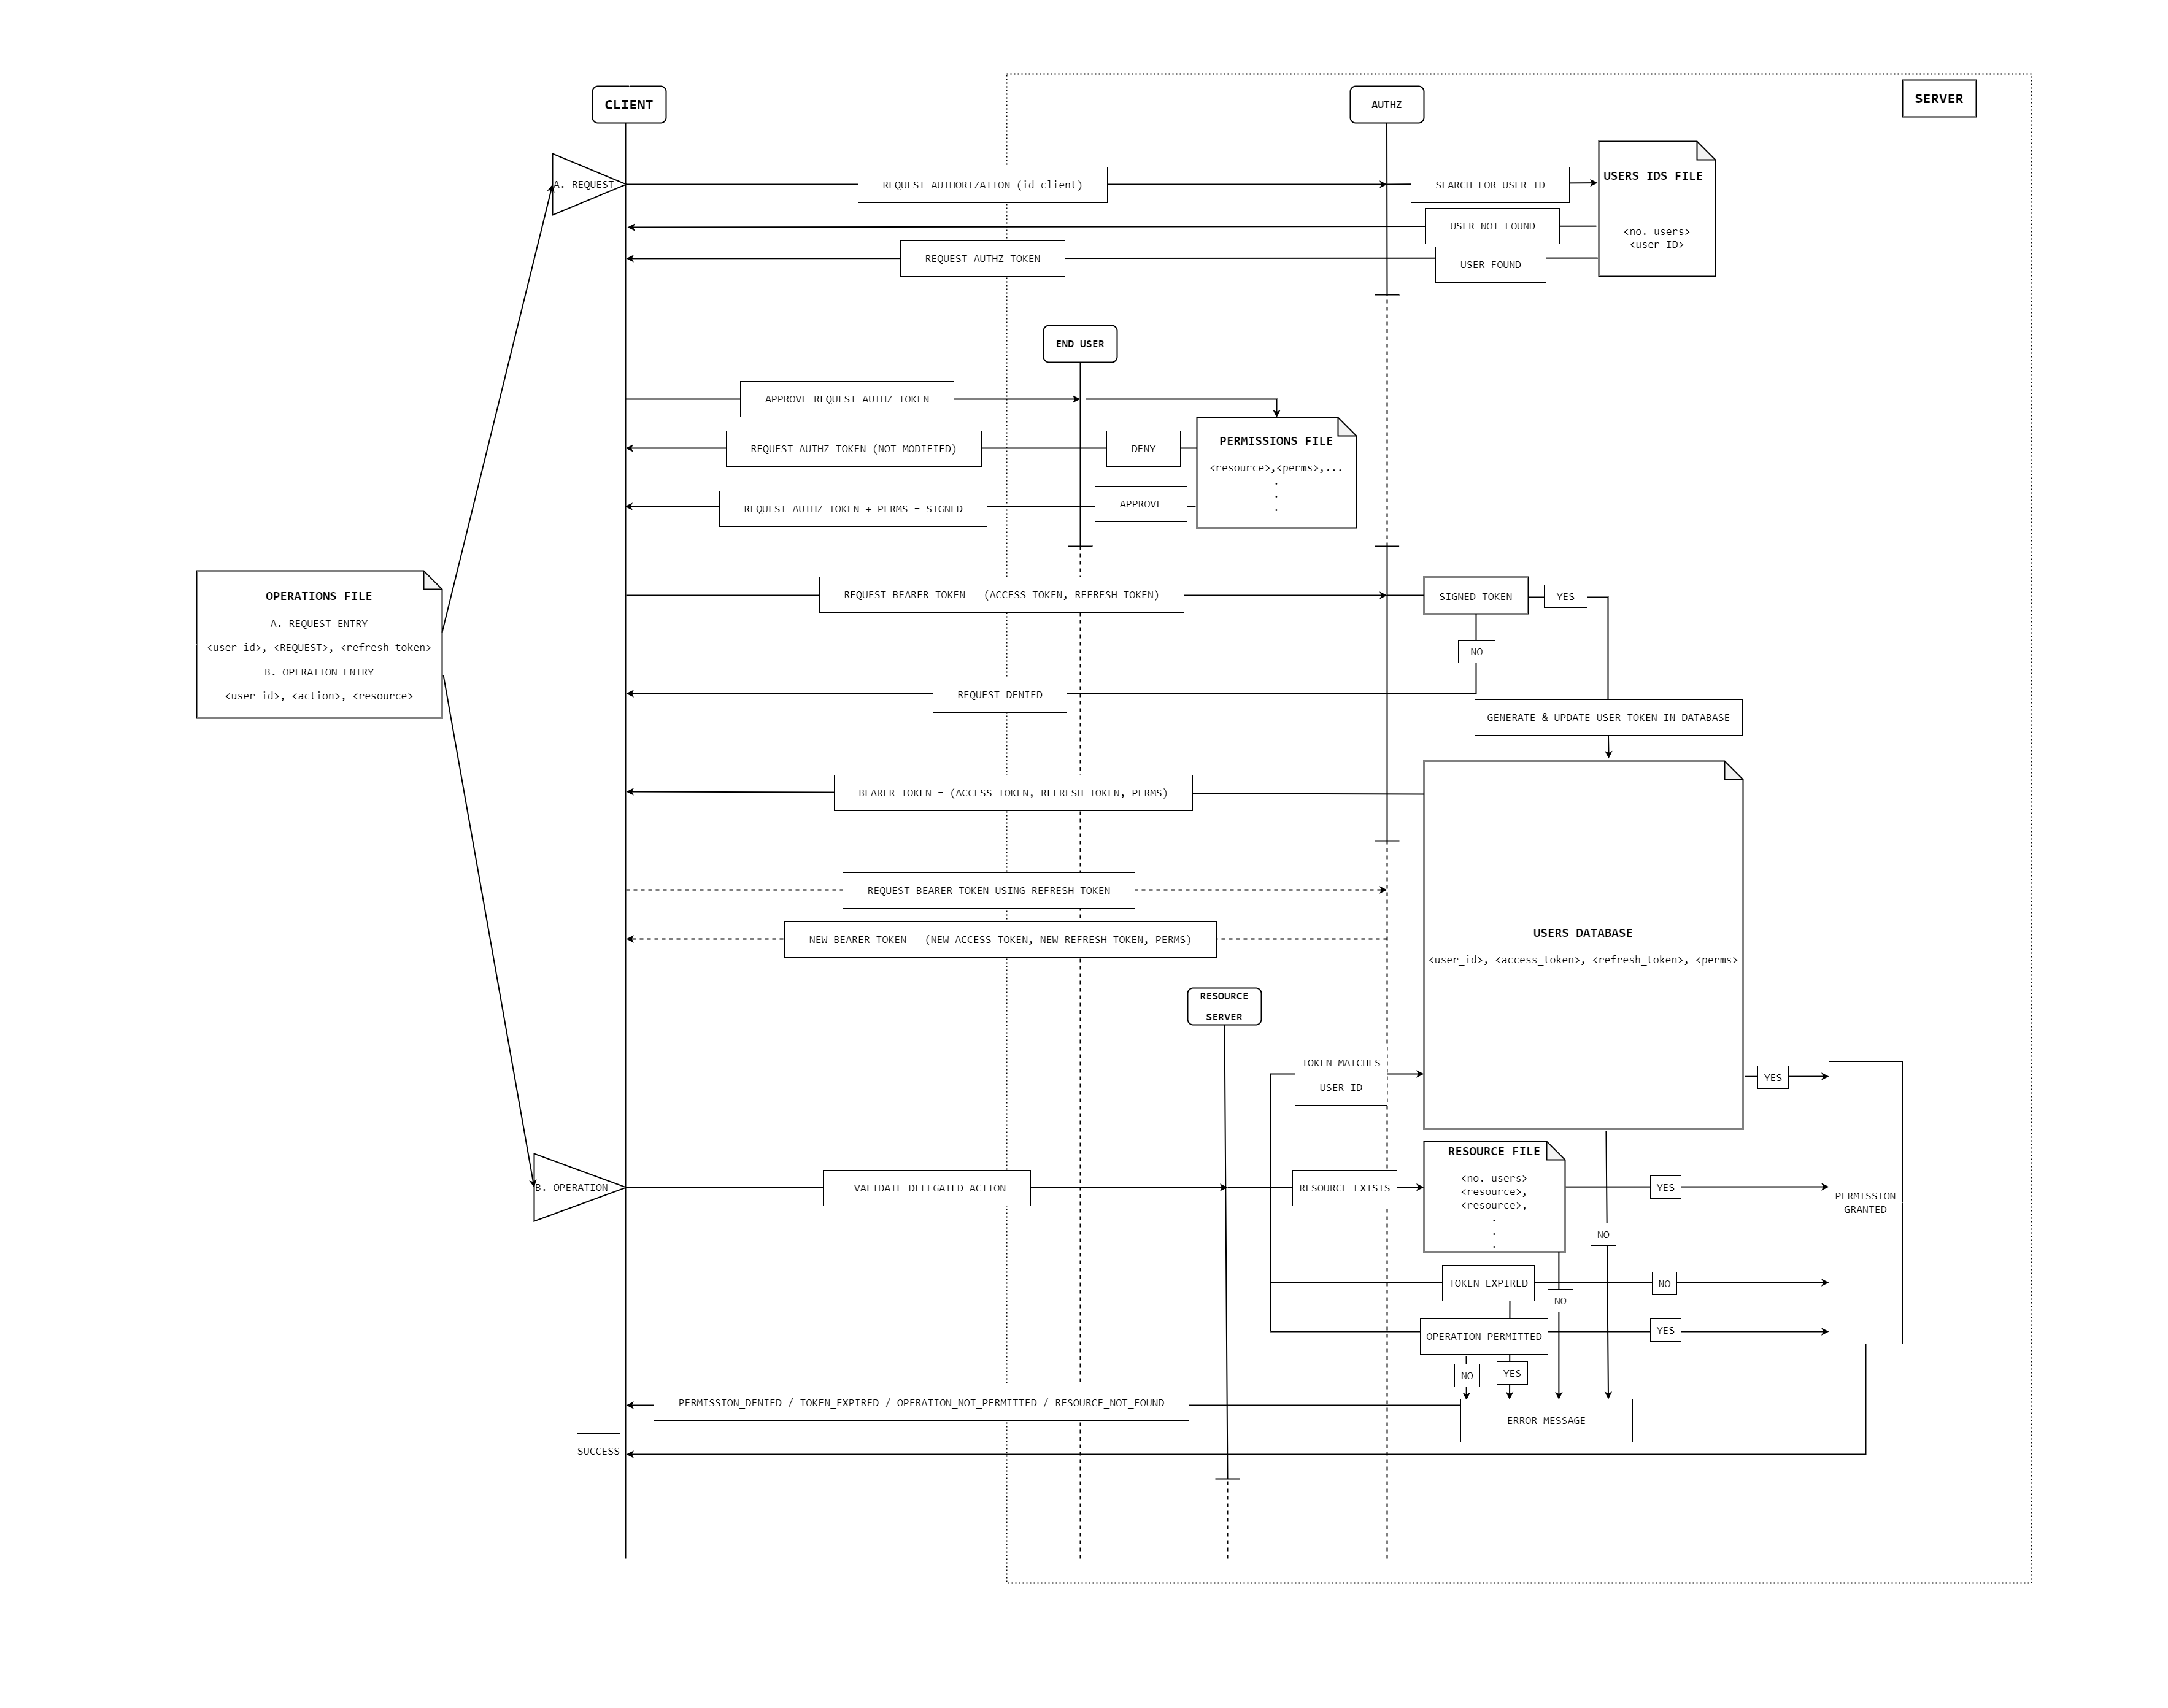 CLIENT
AUTHZ
SERVER
A. REQUEST
REQUEST AUTHORIZATION (id client)
SEARCH FOR USER ID
USERS IDS FILE
<no. users>
<user ID>
USER NOT FOUND
REQUEST AUTHZ TOKEN
USER FOUND
END USER
APPROVE REQUEST AUTHZ TOKEN
REQUEST AUTHZ TOKEN (NOT MODIFIED)
DENY
PERMISSIONS FILE
<resource>,<perms>,...
.
.
.
REQUEST AUTHZ TOKEN + PERMS = SIGNED
APPROVE
OPERATIONS FILE
A. REQUEST ENTRY
<user id>, <REQUEST>, <refresh_token>
B. OPERATION ENTRY
<user id>, <action>, <resource>
REQUEST BEARER TOKEN = (ACCESS TOKEN, REFRESH TOKEN)
SIGNED TOKEN
YES
NO
REQUEST DENIED
GENERATE & UPDATE USER TOKEN IN DATABASE
BEARER TOKEN = (ACCESS TOKEN, REFRESH TOKEN, PERMS)
REQUEST BEARER TOKEN USING REFRESH TOKEN
NEW BEARER TOKEN = (NEW ACCESS TOKEN, NEW REFRESH TOKEN, PERMS)
USERS DATABASE
<user_id>, <access_token>, <refresh_token>, <perms>
RESOURCE
SERVER
TOKEN MATCHES
USER ID
YES
B. OPERATION
VALIDATE DELEGATED ACTION
RESOURCE EXISTS
RESOURCE FILE
<no. users>
<resource>,
<resource>,
.
.
.
YES
PERMISSION
GRANTED
NO
TOKEN EXPIRED
NO
NO
OPERATION PERMITTED
YES
NO
YES
PERMISSION_DENIED / TOKEN_EXPIRED / OPERATION_NOT_PERMITTED / RESOURCE_NOT_FOUND
ERROR MESSAGE
SUCCESS